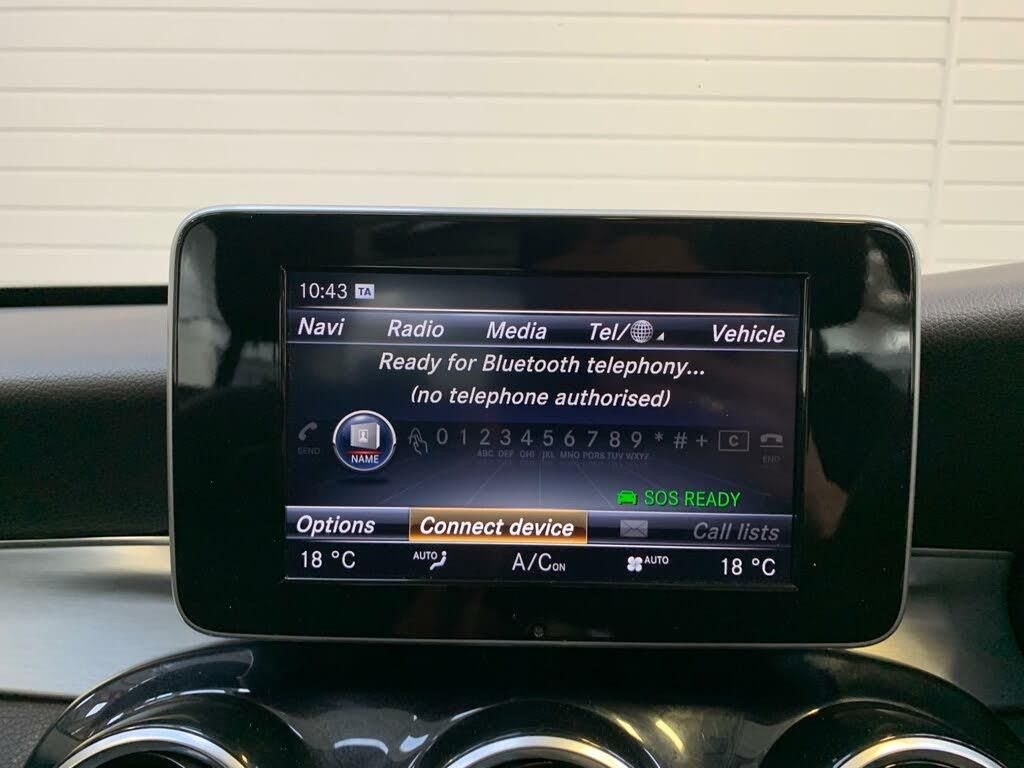 10:43 TA
Navi Radio Media Tel/ Vehicle
Ready for Bluetooth telephony...
(no telephone authorised)
SEND NAME 0 1 2 3 4 5 6 7 8 9 * # + C END
ABC DEF GHI JKL MNO PQRS TUV WXYZ
SOS READY
Options Connect device Call lists
18 °C AUTO A/C ON AUTO 18 °C